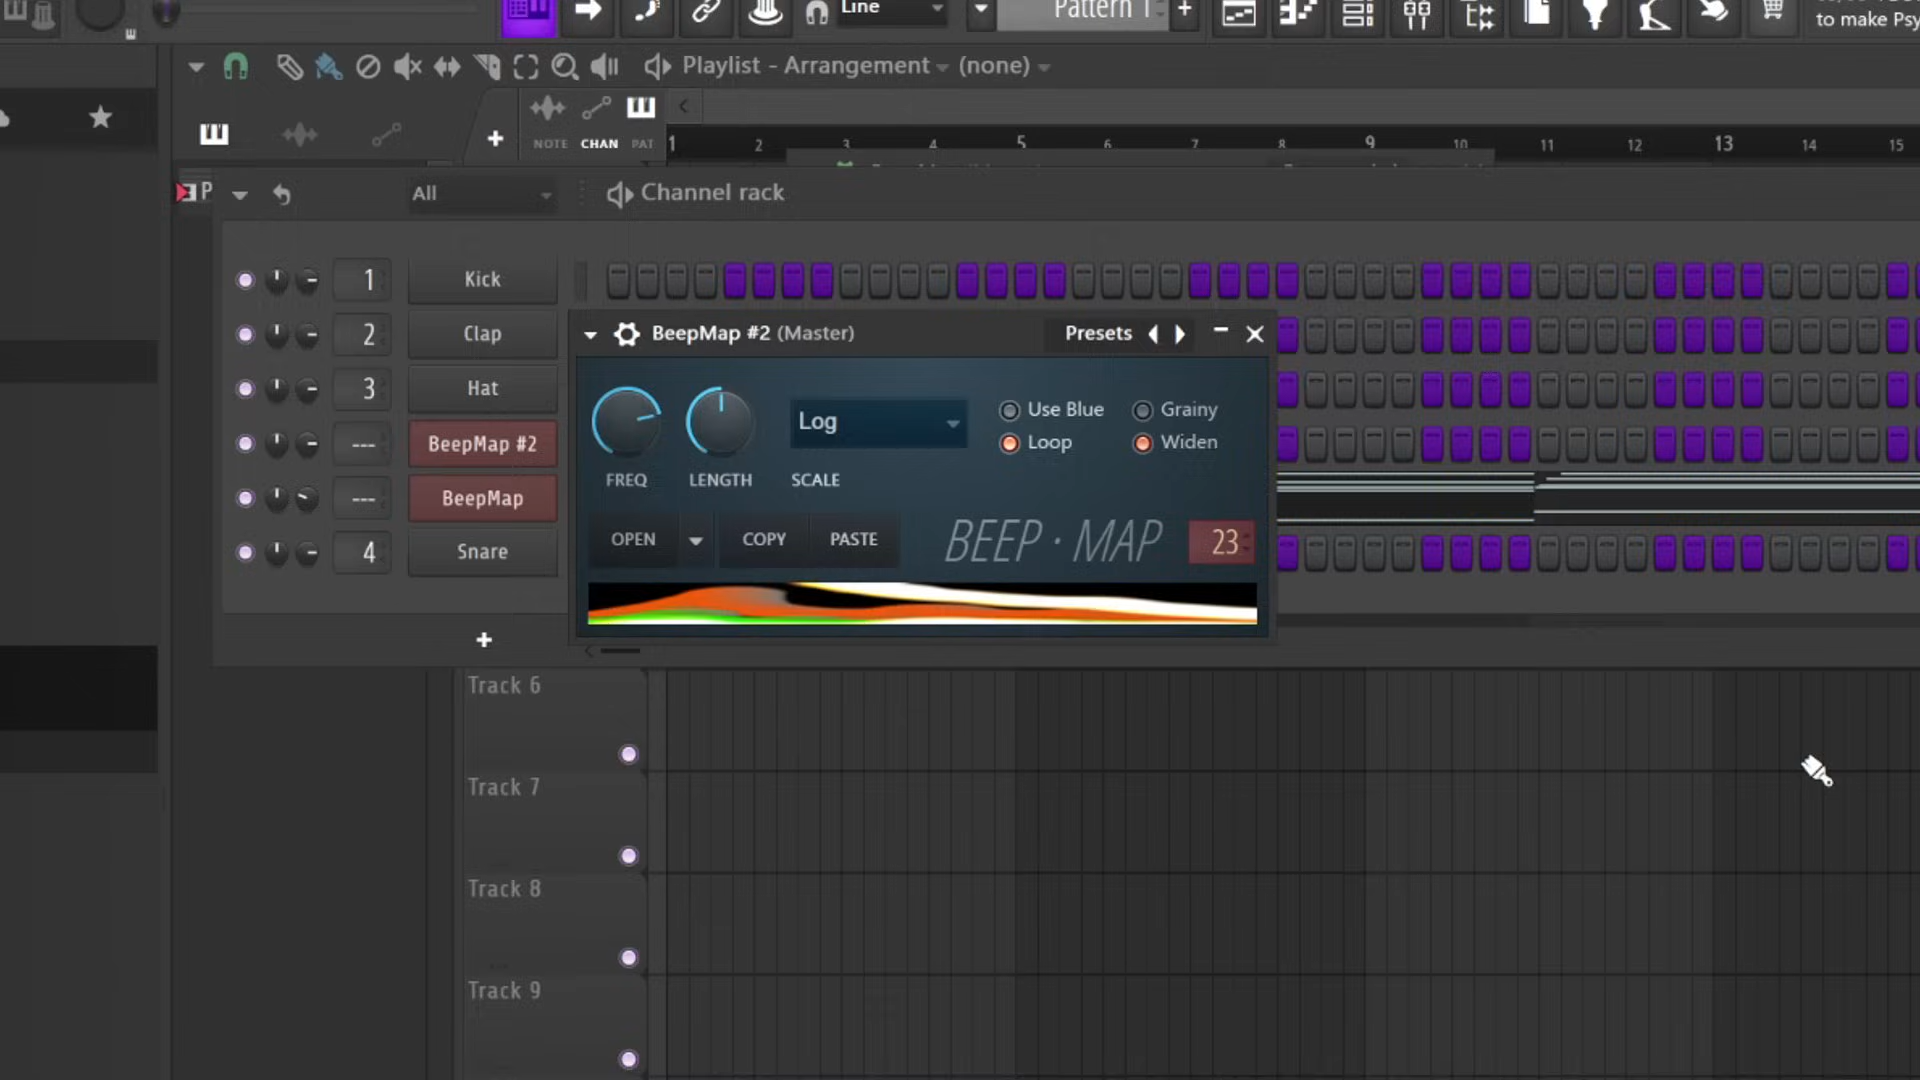 Line
Pattern 1
to make Psy
Playlist - Arrangement (none)
NOTE CHAN PAT
1 2 3 4 5 6 7 8 9 10 11 12 13 14 15
P
All
Channel rack
1 Kick
2 Clap
3 Hat
--- BeepMap #2
--- BeepMap
4 Snare
BeepMap #2 (Master)
Presets
Log
Use Blue
Grainy
Loop
Widen
FREQ
LENGTH
SCALE
OPEN
COPY
PASTE
BEEP · MAP
23
Track 6
Track 7
Track 8
Track 9